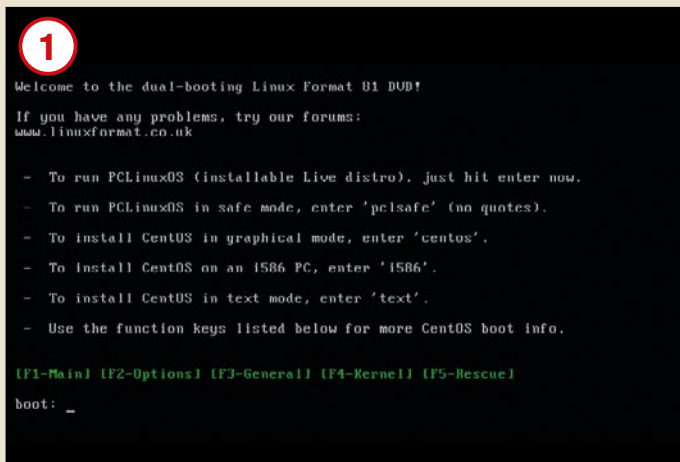 1
Welcome to the dual-booting Linux Format 81 DVD!
If you have any problems, try our forums:
www.linuxformat.co.uk
- To run PCLinuxOS (installable Live distro), just hit enter now.
- To run PCLinuxOS in safe mode, enter 'pclsafe' (no quotes).
- To install CentOS in graphical mode, enter 'centos'.
- To install CentOS on an i586 PC, enter 'i586'.
- To install CentOS in text mode, enter 'text'.
- Use the function keys listed below for more CentOS boot info.
[F1-Main] [F2-Options] [F3-General] [F4-Kernel] [F5-Rescue]
boot: _